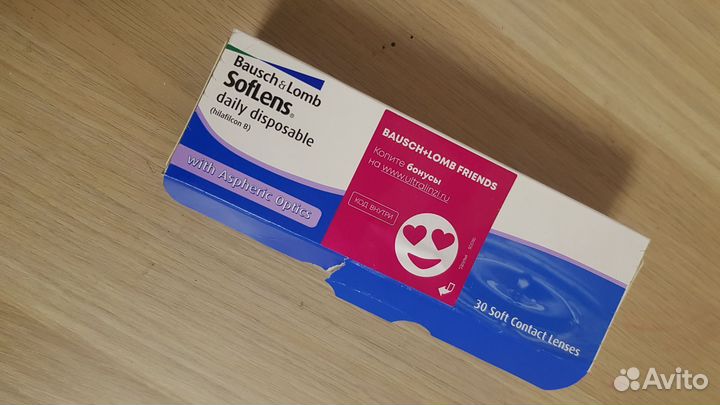 Bausch & Lomb
SofLens®
daily disposable
(hilafilcon B)
with Aspheric Optics
BAUSCH+LOMB FRIENDS
Копите бонусы
на www.ultralinzi.ru
КОД ВНУТРИ
30 Soft Contact Lenses
Avito